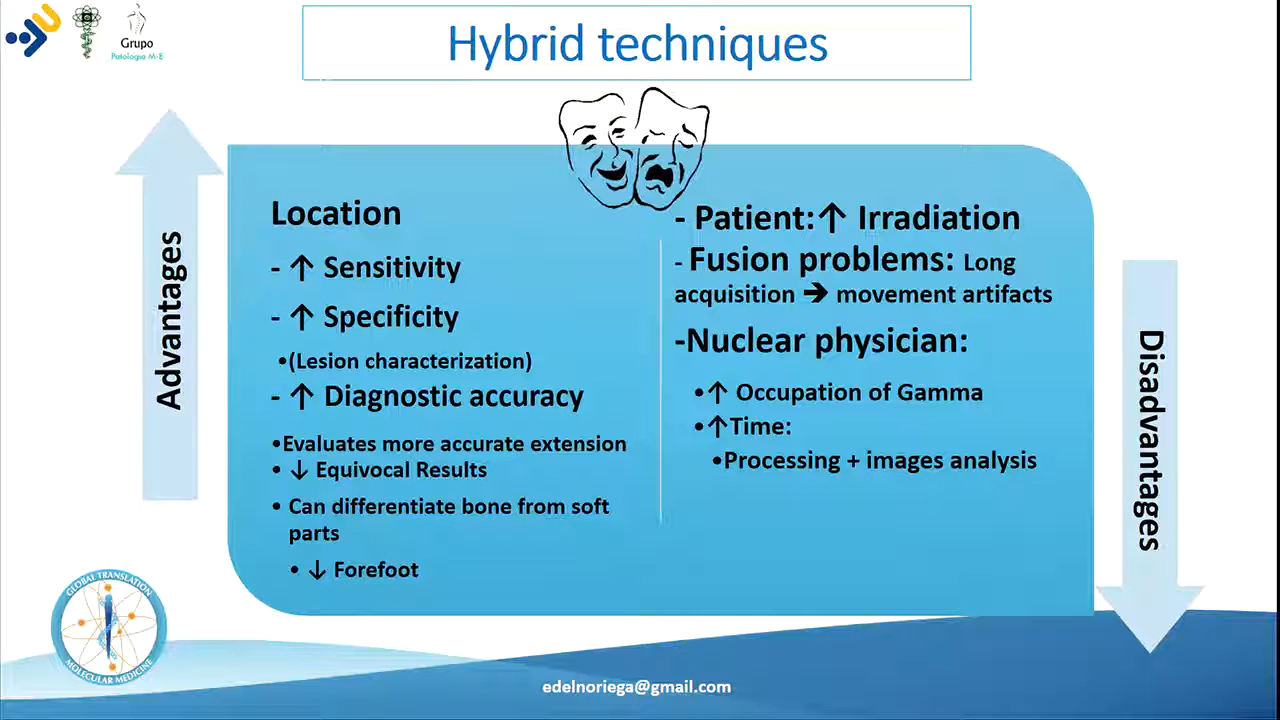 Grupo
Patología M-E
Hybrid techniques
Advantages
Location
- ↑ Sensitivity
- ↑ Specificity
•(Lesion characterization)
- ↑ Diagnostic accuracy
•Evaluates more accurate extension
• ↓ Equivocal Results
• Can differentiate bone from soft
parts
• ↓ Forefoot
- Patient:↑ Irradiation
- Fusion problems: Long
acquisition ➔ movement artifacts
-Nuclear physician:
•↑ Occupation of Gamma
•↑Time:
•Processing + images analysis
Disadvantages
GLOBAL TRANSLATION
MOLECULAR MEDICINE
edelnoriega@gmail.com